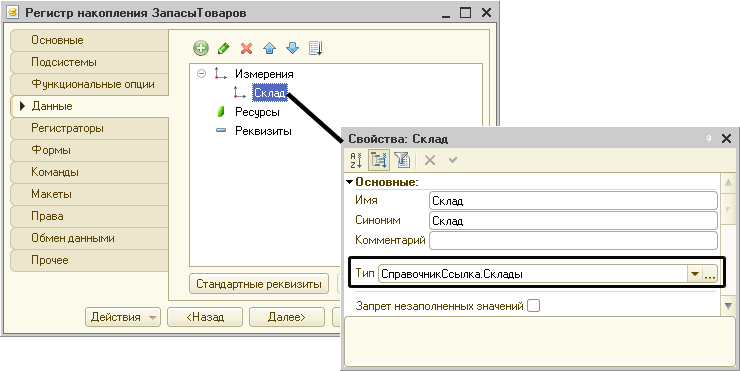 Регистр накопления ЗапасыТоваров
Основные
Подсистемы
Функциональные опции
Данные
Регистраторы
Формы
Команды
Макеты
Права
Обмен данными
Прочее
Измерения
Склад
Ресурсы
Реквизиты
Стандартные реквизиты
Действия
<Назад
Далее>
Свойства: Склад
Основные:
Имя Склад
Синоним Склад
Комментарий
Тип СправочникСсылка.Склады ...
Запрет незаполненных значений